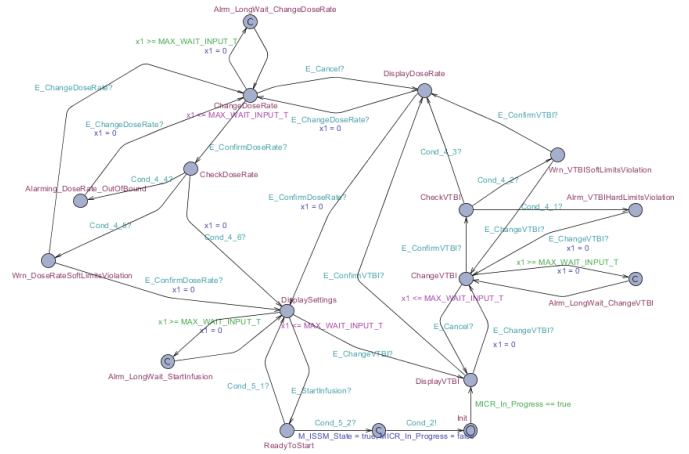 Alrm_LongWait_ChangeDoseRate
C
x1 >= MAX_WAIT_INPUT_T
x1 = 0
E_Cancel?
DisplayDoseRate
E_ChangeDoseRate?
ChangeDoseRate
x1 <= MAX_WAIT_INPUT_T
E_ChangeDoseRate?
x1 = 0
E_ChangeDoseRate?
x1 = 0
E_ConfirmVTBI?
E_ConfirmDoseRate?
Cond_4_3?
Wrn_VTBISoftLimitsViolation
CheckDoseRate
Cond_4_4?
Cond_4_2?
Alarming_DoseRate_OutOfBound
E_ConfirmDoseRate?
x1 = 0
CheckVTBI
Cond_4_1?
Alrm_VTBIHardLimitsViolation
Cond_4_5?
x1 = 0
Cond_4_6?
E_ChangeVTBI?
E_ConfirmVTBI?
E_ChangeVTBI?
x1 = 0
Wrn_DoseRateSoftLimitsViolation
E_ConfirmDoseRate?
x1 = 0
E_ConfirmVTBI?
ChangeVTBI
x1 >= MAX_WAIT_INPUT_T
x1 = 0
C
DisplaySettings
x1 <= MAX_WAIT_INPUT_T
Alrm_LongWait_ChangeVTBI
x1 >= MAX_WAIT_INPUT_T
x1 = 0
x1 <= MAX_WAIT_INPUT_T
E_Cancel?
E_ChangeVTBI?
x1 = 0
C
Alrm_LongWait_StartInfusion
E_ChangeVTBI?
Cond_5_1?
E_StartInfusion?
DisplayVTBI
MICR_In_Progress == true
Init
Cond_5_2?
C
Cond_2!
M_ISSM_State = true,
MICR_In_Progress = false
ReadyToStart